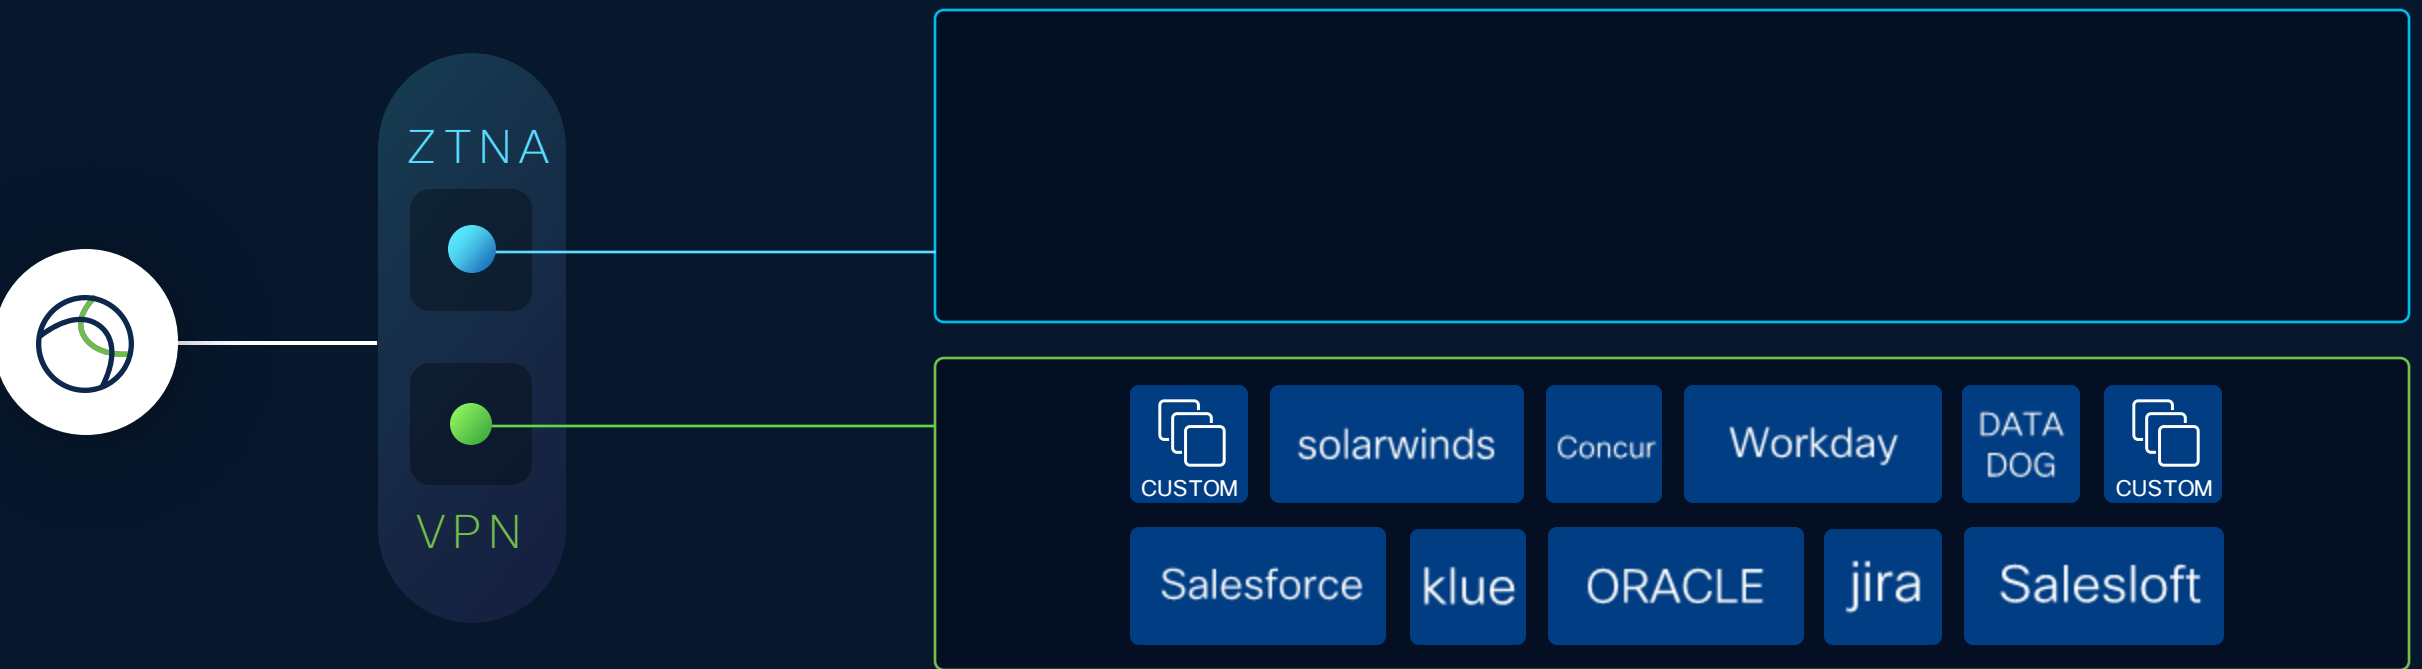 ZTNA
VPN
CUSTOM
solarwinds
Concur
Workday
DATA
DOG
CUSTOM
Salesforce
klue
ORACLE
jira
Salesloft